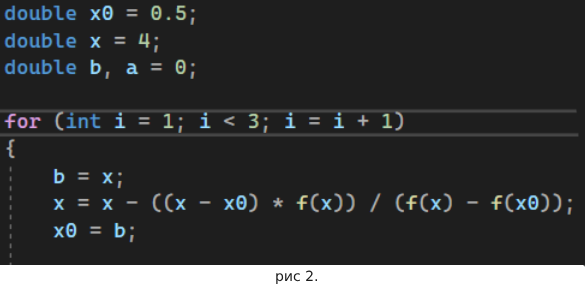 double x0 = 0.5;
double x = 4;
double b, a = 0;
for (int i = 1; i < 3; i = i + 1)
{
b = x;
x = x - ((x - x0) * f(x)) / (f(x) - f(x0));
x0 = b;
рис 2.